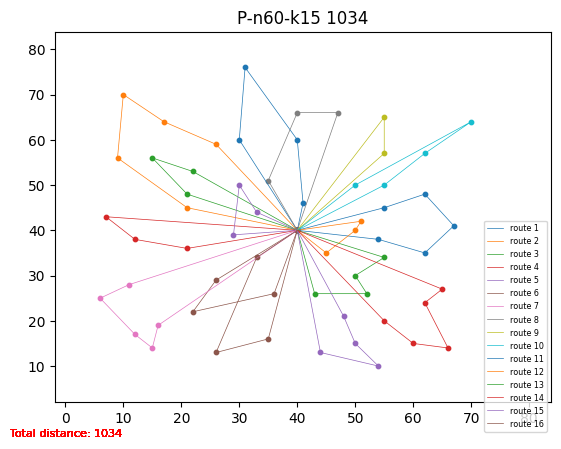 P-n60-k15 1034
80
70
60
50
40
30
20
10
0 10 20 30 40 50 60 70 80
route 1
route 2
route 3
route 4
route 5
route 6
route 7
route 8
route 9
route 10
route 11
route 12
route 13
route 14
route 15
route 16
Total distance: 1034